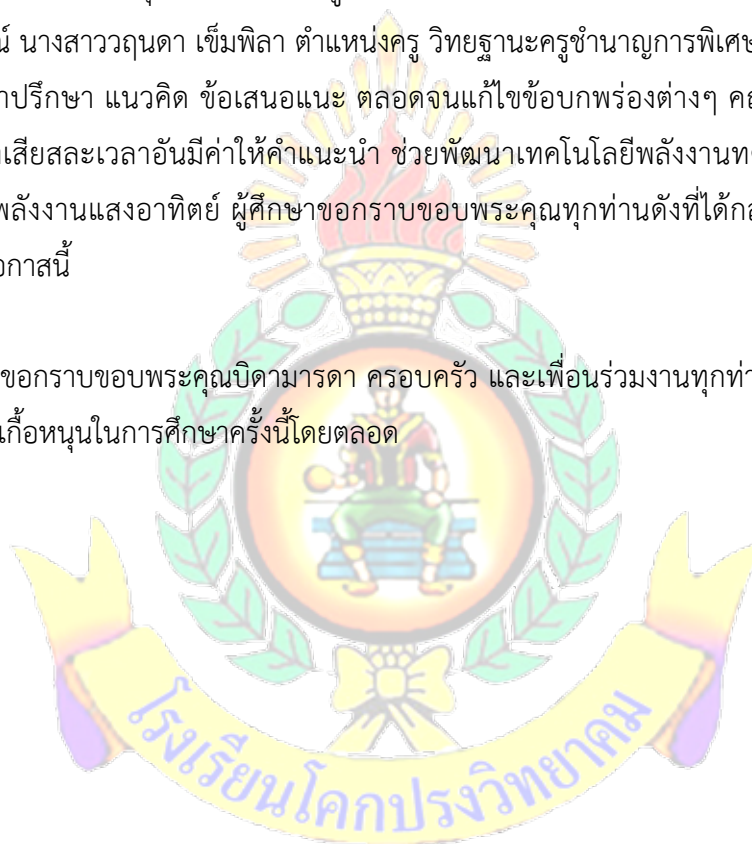 นางสาววฤนดา เข็มพิลา ตำแหน่งครู วิทยฐานะครูชำนาญการพิเศษ
ปรึกษา แนวคิด ข้อเสนอแนะ ตลอดจนแก้ไขข้อบกพร่องต่างๆ
เสียสละเวลาอันมีค่าให้คำแนะนำ ช่วยพัฒนาเทคโนโลยีพลังงาน
พลังงานแสงอาทิตย์ ผู้ศึกษาขอกราบขอบพระคุณทุกท่านดังที่ได้
โอกาสนี้
ขอกราบขอบพระคุณบิดามารดา ครอบครัว และเพื่อนร่วมงานทุกท่า
เกื้อหนุนในการศึกษาครั้งนี้โดยตลอด
โรงเรียนโคกปรงวิทยาคม